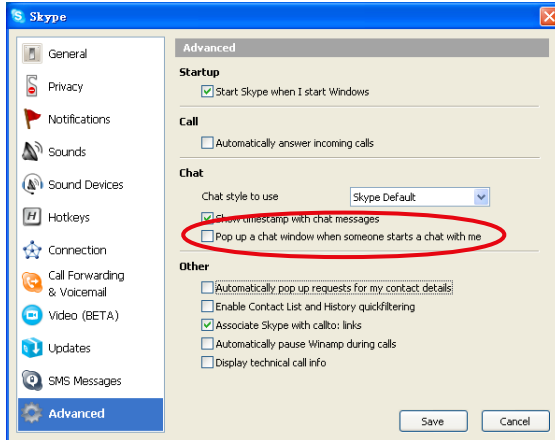 Skype
General
Privacy
Notifications
Sounds
Sound Devices
Hotkeys
Connection
Call Forwarding
& Voicemail
Video (BETA)
Updates
SMS Messages
Advanced
Advanced
Startup
Start Skype when I start Windows
Call
Automatically answer incoming calls
Chat
Chat style to use Skype Default
Show timestamp with chat messages
Pop up a chat window when someone starts a chat with me
Other
Automatically pop up requests for my contact details
Enable Contact List and History quickfiltering
Associate Skype with callto: links
Automatically pause Winamp during calls
Display technical call info
Save Cancel